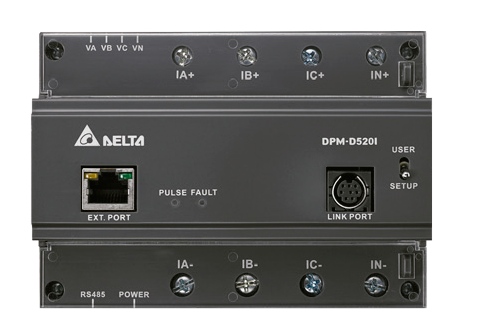 VA VB VC VN
IA+ IB+ IC+ IN+
DELTA
DPM-D520I
USER
SETUP
PULSE FAULT
EXT. PORT
LINK PORT
IA- IB- IC- IN-
RS485 POWER